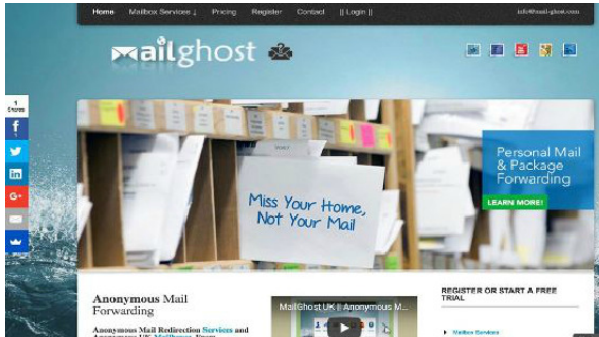 Home Mailbox Services ↓ Pricing Register Contact || Login || info@mail-ghost.com
mailghost
1
Shares
Personal Mail
& Package
Forwarding
LEARN MORE!
Miss Your Home,
Not Your Mail
Anonymous Mail
Forwarding
Anonymous Mail Redirection Services and
MailGhost UK || Anonymous M...
REGISTER OR START A FREE
TRIAL
Mailbox Services